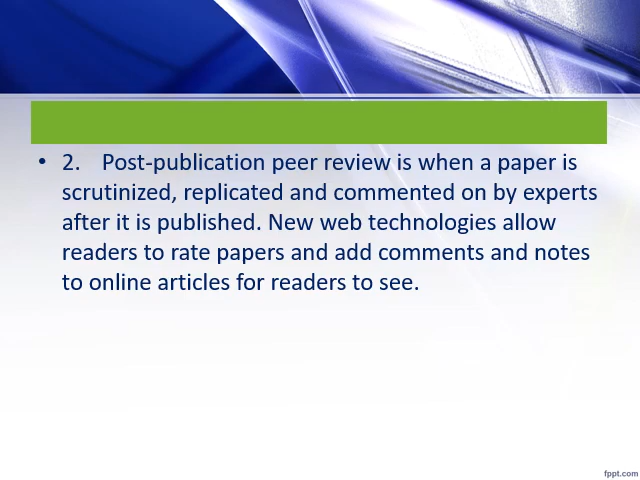 • 2. Post-publication peer review is when a paper is
scrutinized, replicated and commented on by experts
after it is published. New web technologies allow
readers to rate papers and add comments and notes
to online articles for readers to see.
fppt.com